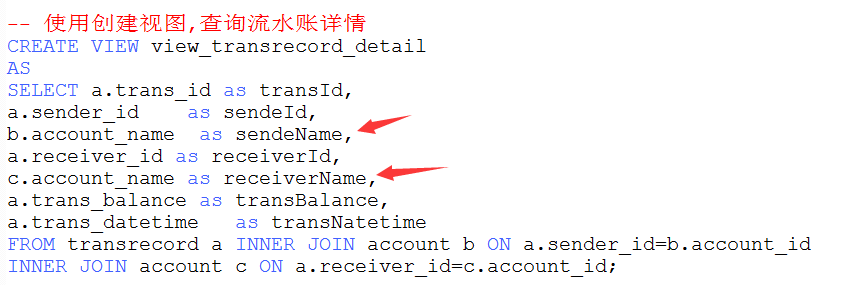 -- 使用创建视图,查询流水账详情
CREATE VIEW view_transrecord_detail
AS
SELECT a.trans_id as transId,
a.sender_id    as sendeId,
b.account_name  as sendeName,
a.receiver_id as receiverId,
c.account_name as receiverName,
a.trans_balance as transBalance,
a.trans_datetime   as transNatetime
FROM transrecord a INNER JOIN account b ON a.sender_id=b.account_id
INNER JOIN account c ON a.receiver_id=c.account_id;